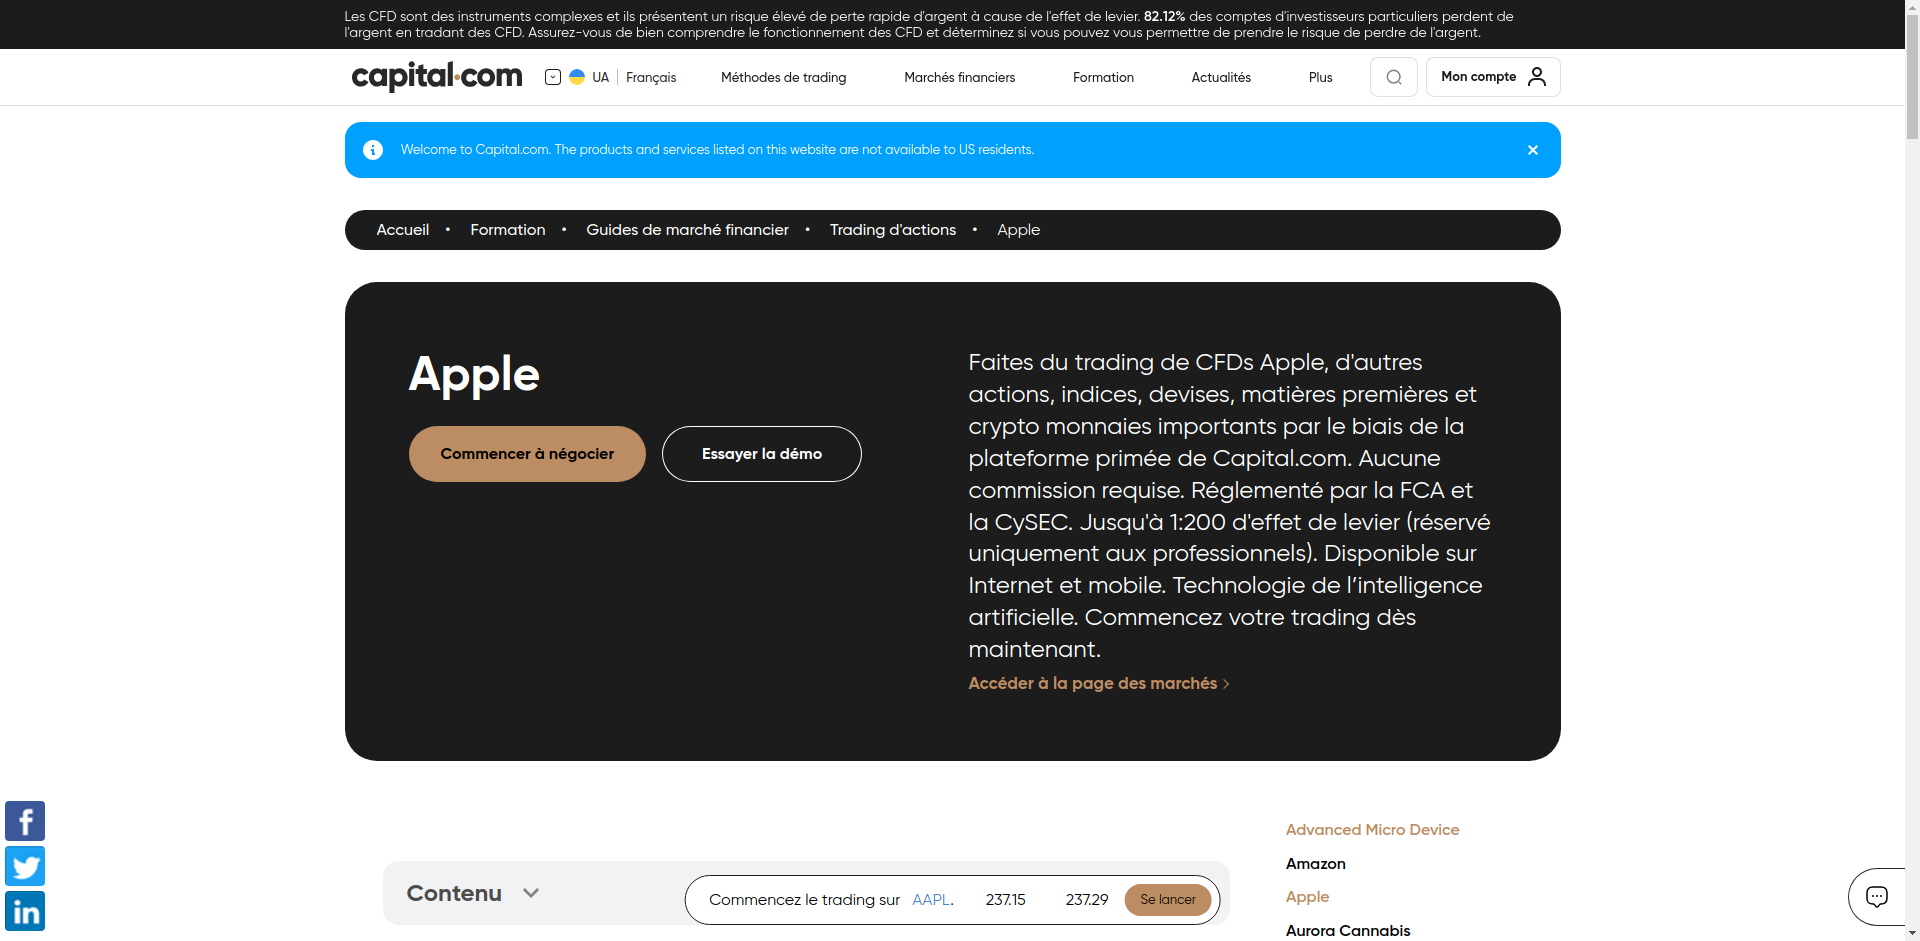 Les CFD sont des instruments complexes et ils présentent un risque élevé de perte rapide d'argent à cause de l'effet de levier. 82.12% des comptes d'investisseurs particuliers perdent de
l'argent en tradant des CFD. Assurez-vous de bien comprendre le fonctionnement des CFD et déterminez si vous pouvez vous permettre de prendre le risque de perdre de l'argent.
capital.com
UA
Français
Méthodes de trading
Marchés financiers
Formation
Actualités
Plus
Mon compte
Welcome to Capital.com. The products and services listed on this website are not available to US residents.
Accueil • Formation • Guides de marché financier • Trading d'actions • Apple
Apple
Commencer à négocier
Essayer la démo
Faites du trading de CFDs Apple, d'autres
actions, indices, devises, matières premières et
crypto monnaies importants par le biais de la
plateforme primée de Capital.com. Aucune
commission requise. Réglementé par la FCA et
la CySEC. Jusqu'à 1:200 d'effet de levier (réservé
uniquement aux professionnels). Disponible sur
Internet et mobile. Technologie de l’intelligence
artificielle. Commencez votre trading dès
maintenant.
Accéder à la page des marchés
Contenu
Commencez le trading sur AAPL. 237.15 237.29 Se lancer
Advanced Micro Device
Amazon
Apple
Aurora Cannabis